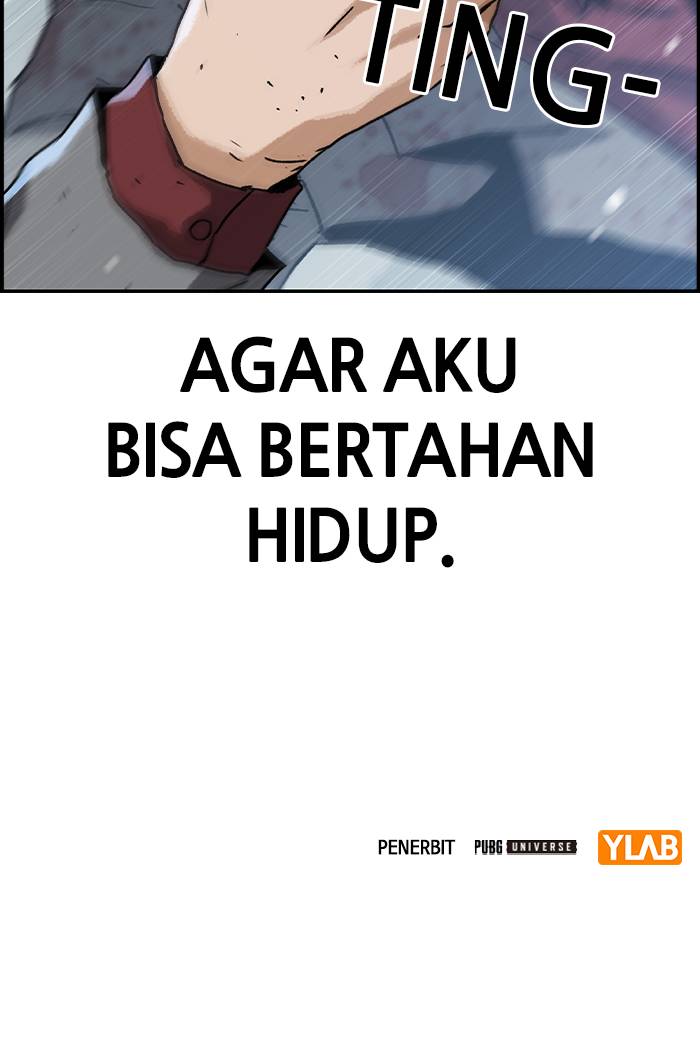 TING-
AGAR AKU
BISA BERTAHAN
HIDUP.
PENERBIT PUBG UNIVERSE YLAB